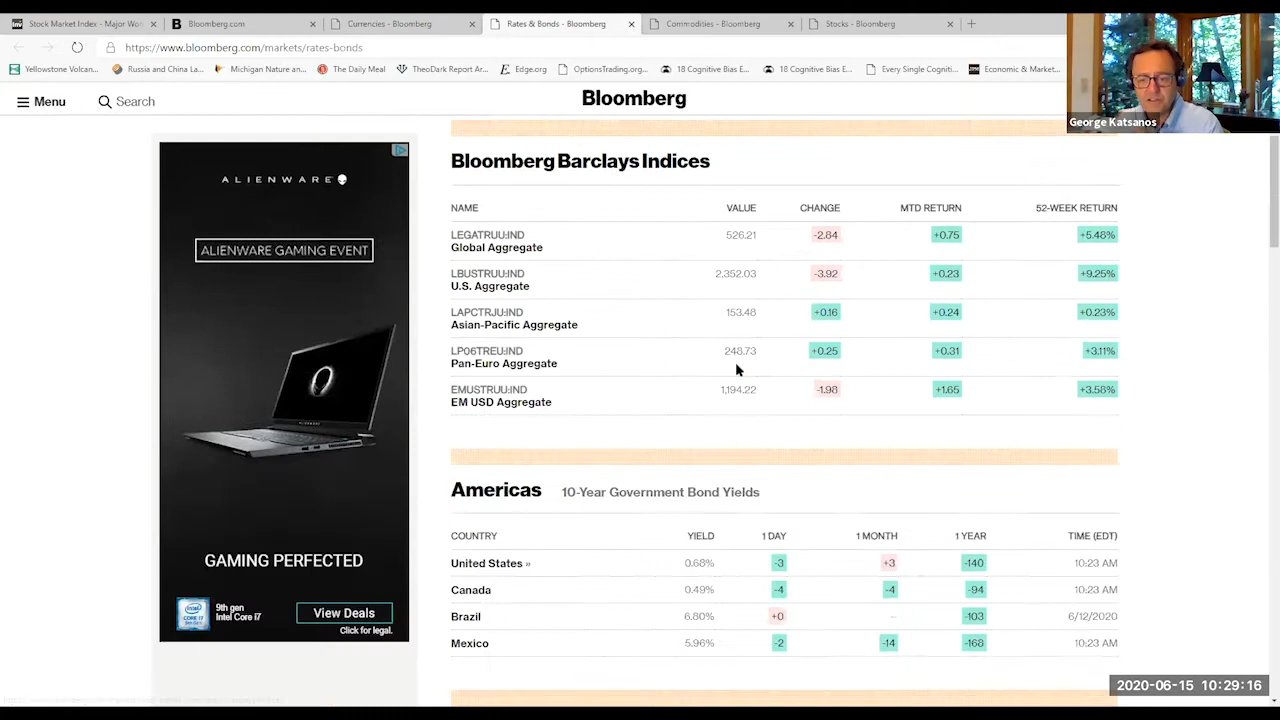 Stock Market Index - Major Wor
Bloomberg.com
Currencies - Bloomberg
Rates & Bonds - Bloomberg
Commodities - Bloomberg
Stocks - Bloomberg
https://www.bloomberg.com/markets/rates-bonds
Yellowstone Volcan...
Russia and China La...
Michigan Nature an...
The Daily Meal
TheoDark Report Ar...
Edge.org
OptionsTrading.org...
18 Cognitive Bias E...
18 Cognitive Bias E...
Every Single Cogniti...
Economic & Market...
George Katsanos
Menu
Search
Bloomberg
ALIENWARE
ALIENWARE GAMING EVENT
GAMING PERFECTED
intel CORE i7
9th gen
Intel Core i7
View Deals
Click for legal.
Bloomberg Barclays Indices
NAME VALUE CHANGE MTD RETURN 52-WEEK RETURN
LEGATRUU:IND 526.21 -2.84 +0.75 +5.48%
Global Aggregate
LBUSTRUU:IND 2,352.03 -3.92 +0.23 +9.25%
U.S. Aggregate
LAPCTRJU:IND 153.48 +0.16 +0.24 +0.23%
Asian-Pacific Aggregate
LP06TREU:IND 248.73 +0.25 +0.31 +3.11%
Pan-Euro Aggregate
EMUSTRUU:IND 1,194.22 -1.98 +1.65 +3.58%
EM USD Aggregate
Americas 10-Year Government Bond Yields
COUNTRY YIELD 1 DAY 1 MONTH 1 YEAR TIME (EDT)
United States » 0.68% -3 +3 -140 10:23 AM
Canada 0.49% -4 -4 -94 10:23 AM
Brazil 6.80% +0 - -103 6/12/2020
Mexico 5.96% -2 -14 -168 10:23 AM
2020-06-15 10:29:16